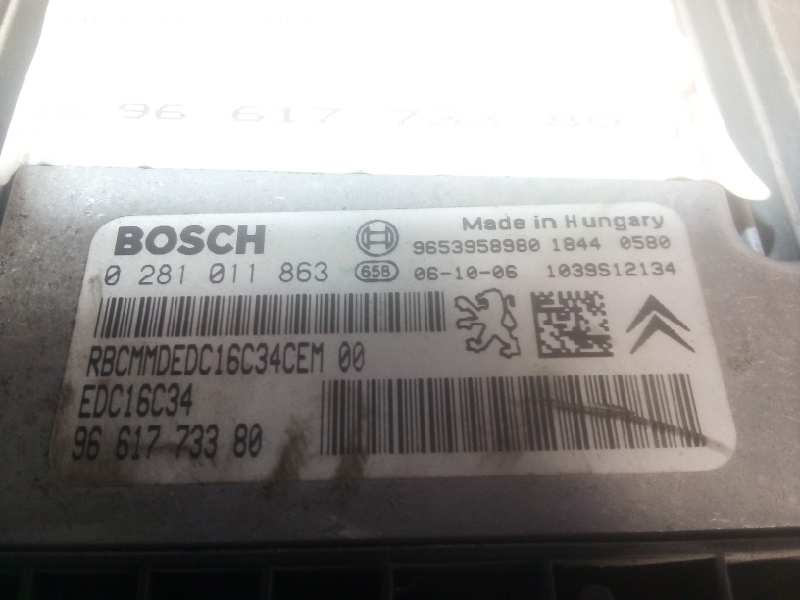 96 617 733 80
BOSCH
Made in Hungary
9653958980 1844 0580
0 281 011 863
658 06-10-06 1039S12134
RBCMMDEDC16C34CEM 00
EDC16C34
96 617 733 80